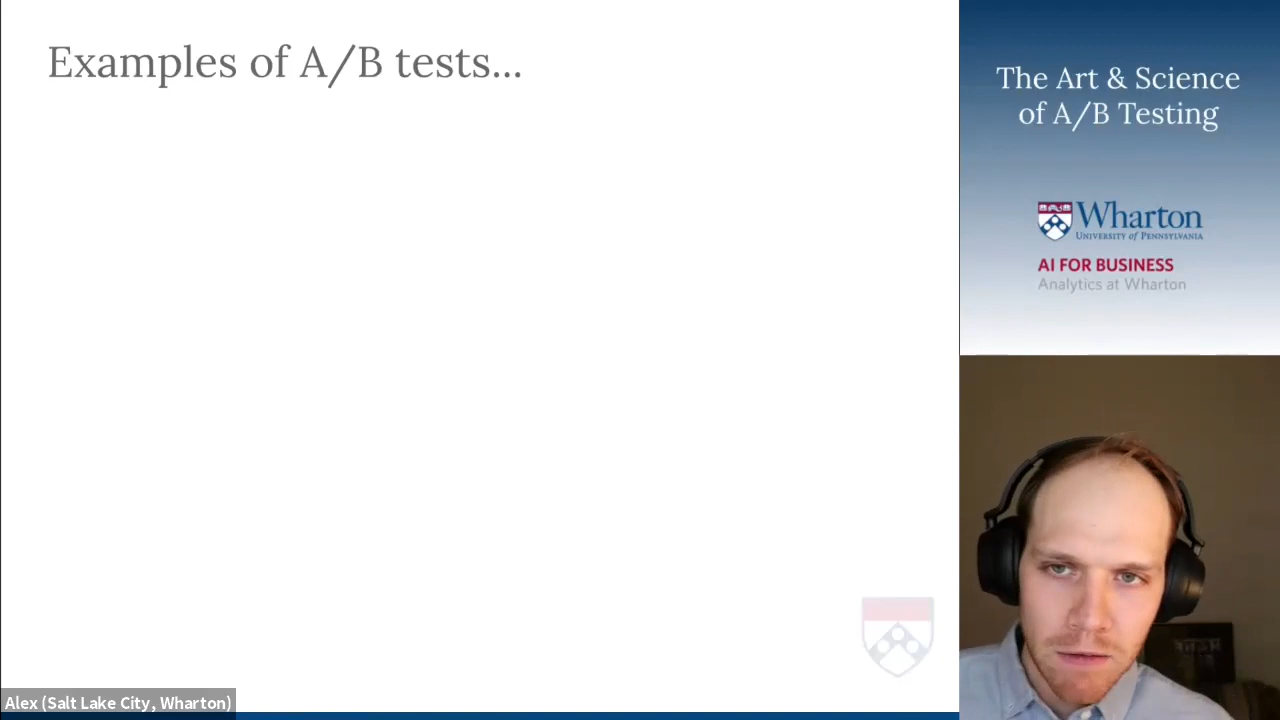 Examples of A/B tests...
The Art & Science
of A/B Testing
Wharton
UNIVERSITY of PENNSYLVANIA
AI FOR BUSINESS
Analytics at Wharton
Alex (Salt Lake City, Wharton)